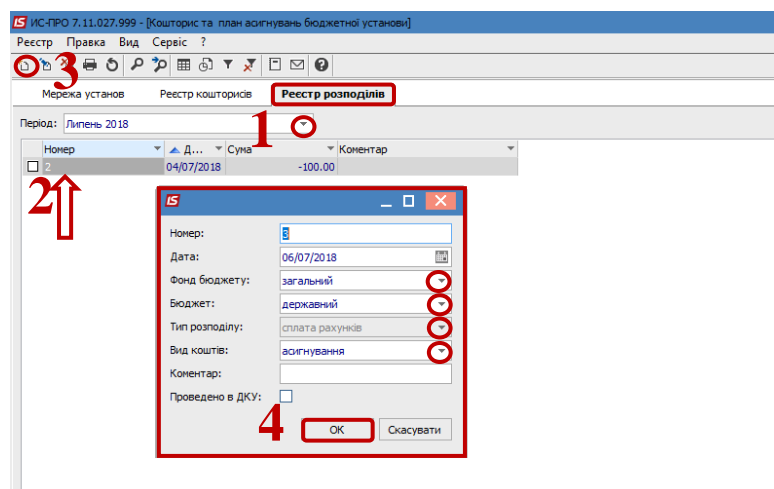 ИС-ПРО 7.11.027.999 - [Кошторис та план асигнувань бюджетної установи]
Реєстр Правка Вид Сервіс ?
3
Мережа установ Реєстр кошторисів Реєстр розподілів
1
Період: Липень 2018
Номер Д... Сума Коментар
2 04/07/2018 -100.00
2
Номер: 3
Дата: 06/07/2018
Фонд бюджету: загальний
Бюджет: державний
Тип розподілу: сплата рахунків
Вид коштів: асигнування
Коментар:
Проведено в ДКУ:
4
OK Скасувати